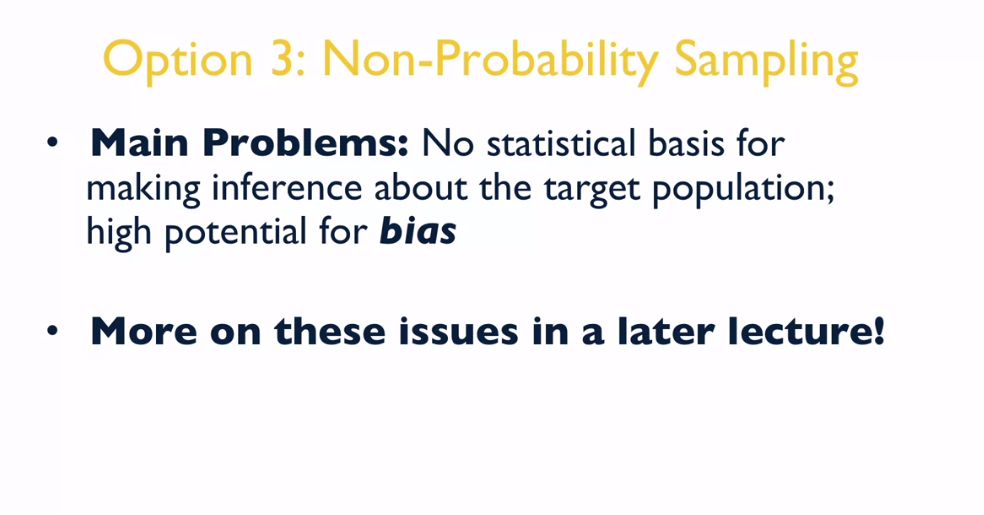 Option 3: Non-Probability Sampling
• Main Problems: No statistical basis for
making inference about the target population;
high potential for bias
• More on these issues in a later lecture!